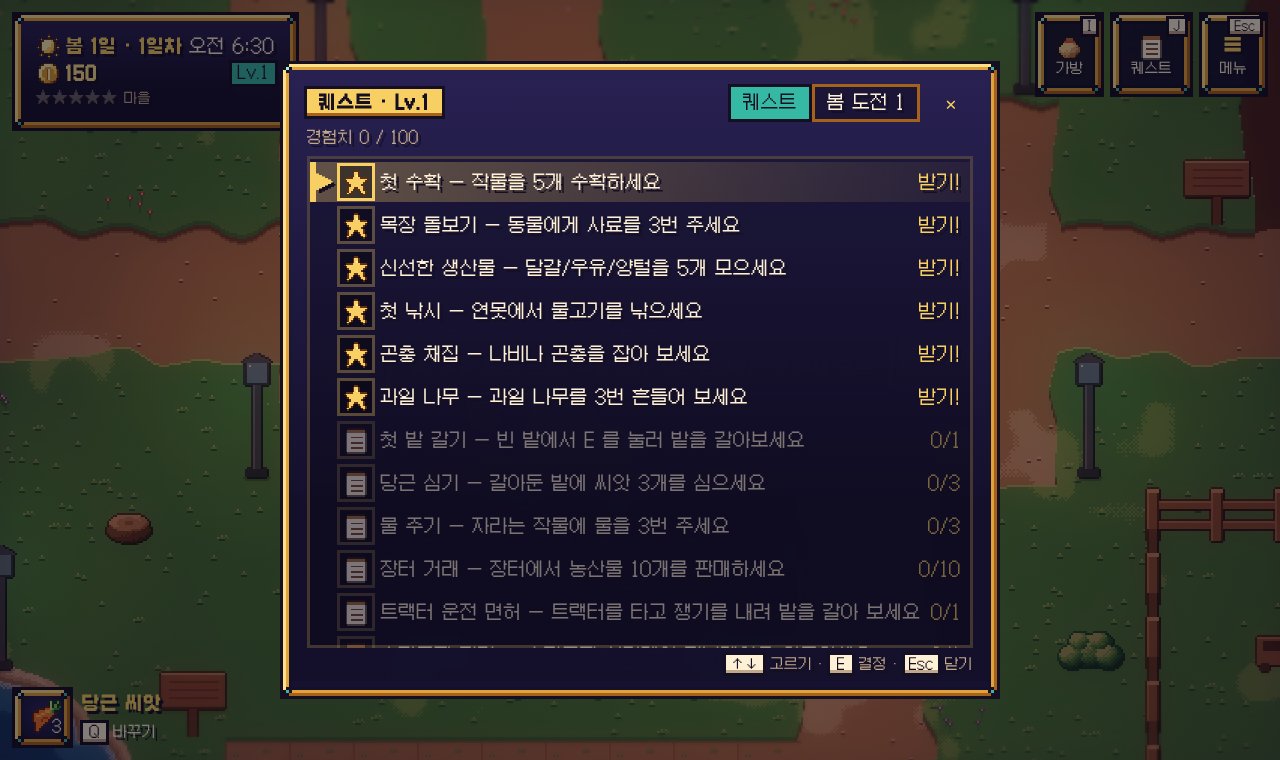 봄 1일 · 1일차 오전 6:30
150
Lv.1
★★★★★ 마을
I
가방
J
퀘스트
Esc
메뉴
퀘스트 · Lv.1
퀘스트
봄 도전 1
×
경험치 0 / 100
첫 수확 — 작물을 5개 수확하세요 받기!
목장 돌보기 — 동물에게 사료를 3번 주세요 받기!
신선한 생산물 — 달걀/우유/양털을 5개 모으세요 받기!
첫 낚시 — 연못에서 물고기를 낚으세요 받기!
곤충 채집 — 나비나 곤충을 잡아 보세요 받기!
과일 나무 — 과일 나무를 3번 흔들어 보세요 받기!
첫 밭 갈기 — 빈 밭에서 E 를 눌러 밭을 갈아보세요 0/1
당근 심기 — 갈아둔 밭에 씨앗 3개를 심으세요 0/3
물 주기 — 자라는 작물에 물을 3번 주세요 0/3
장터 거래 — 장터에서 농산물 10개를 판매하세요 0/10
트랙터 운전 면허 — 트랙터를 타고 쟁기를 내려 밭을 갈아 보세요 0/1
↑↓ 고르기 · E 결정 · Esc 닫기
당근 씨앗
3
Q 바꾸기